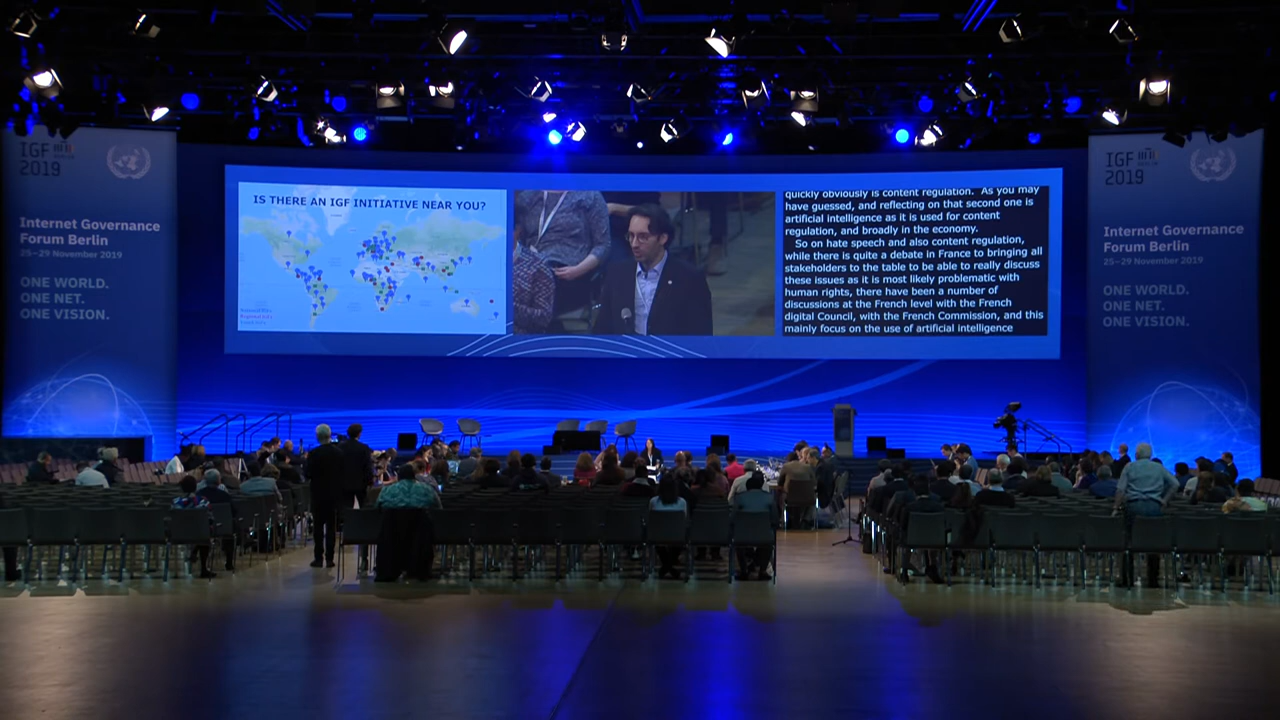 IGF
2019
Internet Governance
Forum Berlin
25–29 November 2019
ONE WORLD.
ONE NET.
ONE VISION.
IS THERE AN IGF INITIATIVE NEAR YOU?
quickly obviously is content regulation. As you may
have guessed, and reflecting on that second one is
artificial intelligence as it is used for content
regulation, and broadly in the economy.
So on hate speech and also content regulation,
while there is quite a debate in France to bringing all
stakeholders to the table to be able to really discuss
these issues as it is most likely problematic with
human rights, there have been a number of
discussions at the French level with the French
digital Council, with the French Commission, and this
mainly focus on the use of artificial intelligence
IGF
2019
Internet Governance
Forum Berlin
25–29 November 2019
ONE WORLD.
ONE NET.
ONE VISION.